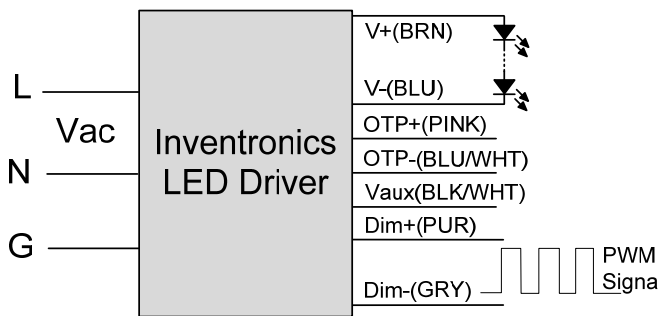 V+(BRN)
L
V-(BLU)
Vac
OTP+(PINK)
Inventronics
LED Driver
N
OTP-(BLU/WHT)
Vaux(BLK/WHT)
Dim+(PUR)
G
PWM
Signa
Dim-(GRY)